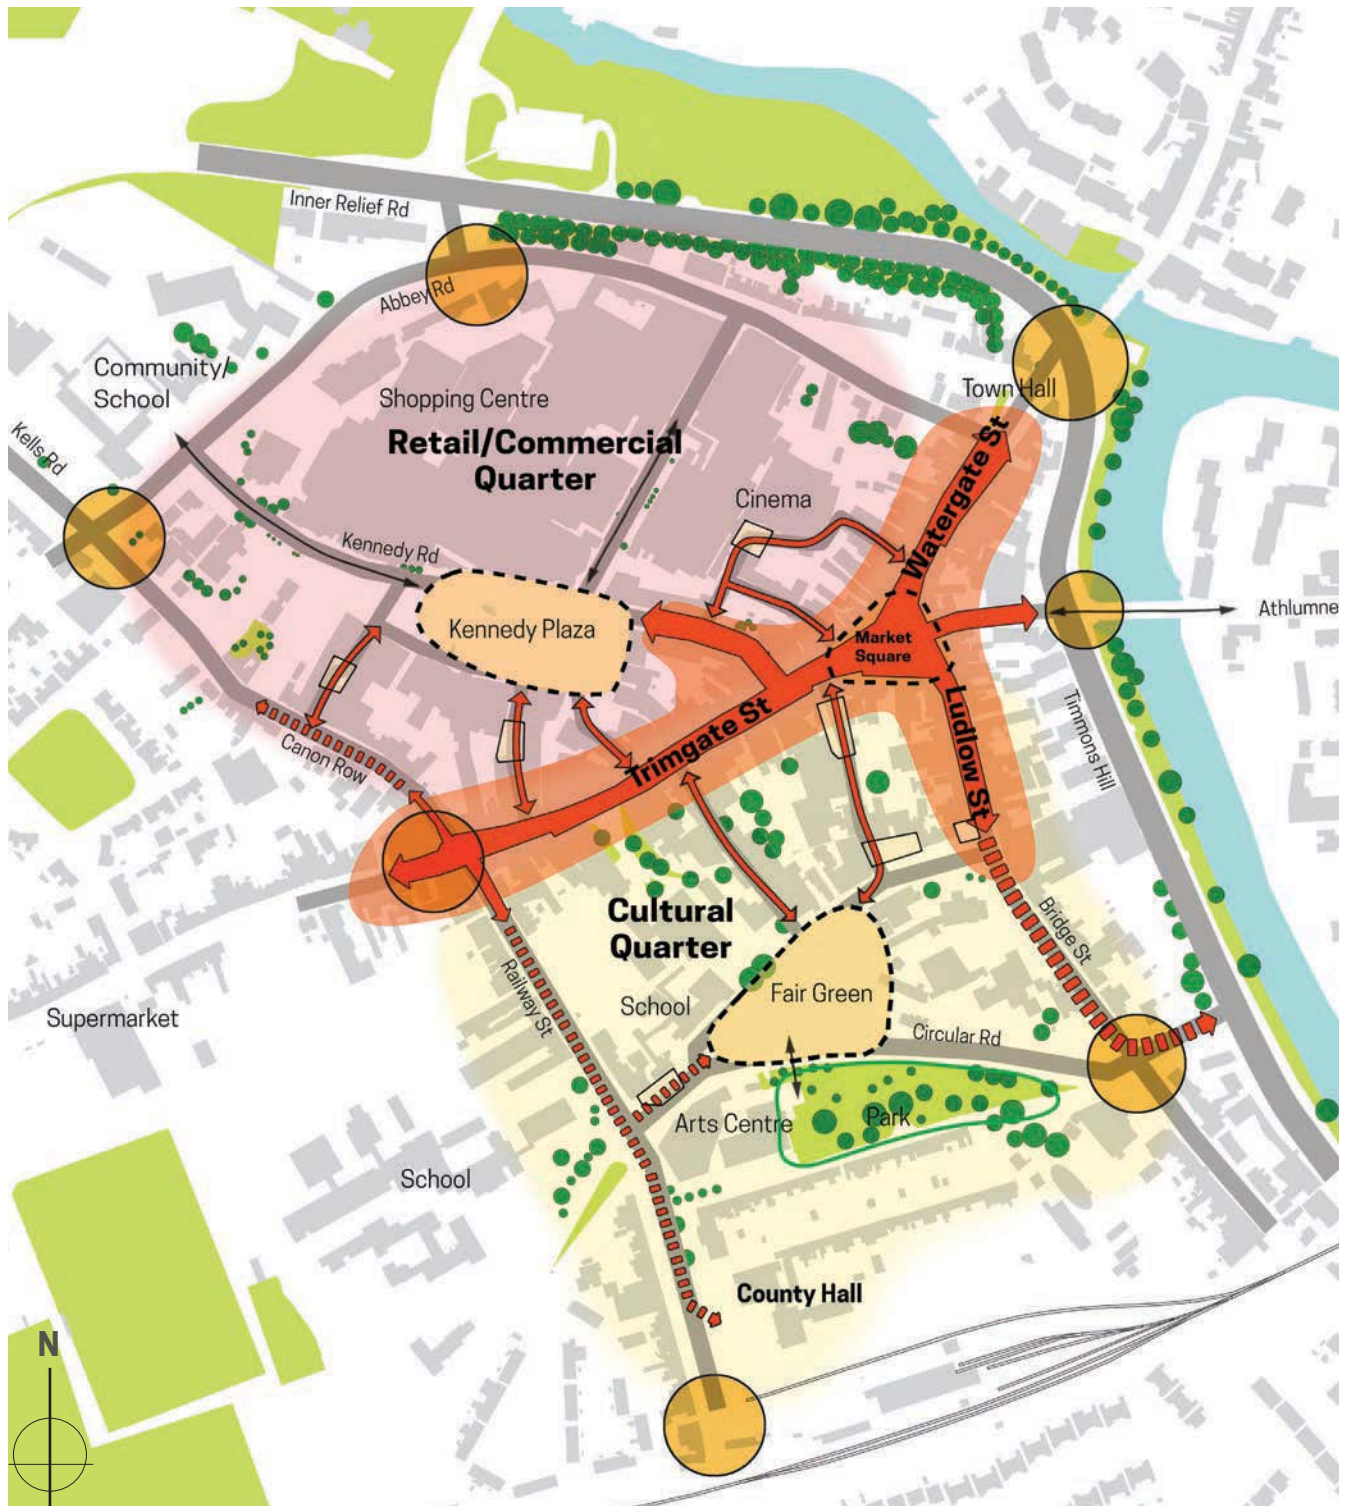 Inner Relief Rd
Abbey Rd
Community/
School
Shopping Centre
Town Hall
Kells Rd
Retail/Commercial
Quarter
Watergate St
Cinema
Kennedy Rd
Athlumne
Kennedy Plaza
Market
Square
Trimgate St
Ludlow St
Timmons Hill
Canon Row
Cultural
Quarter
Bridge St
Railway St
School
Fair Green
Supermarket
Circular Rd
Arts Centre
Park
School
County Hall
N